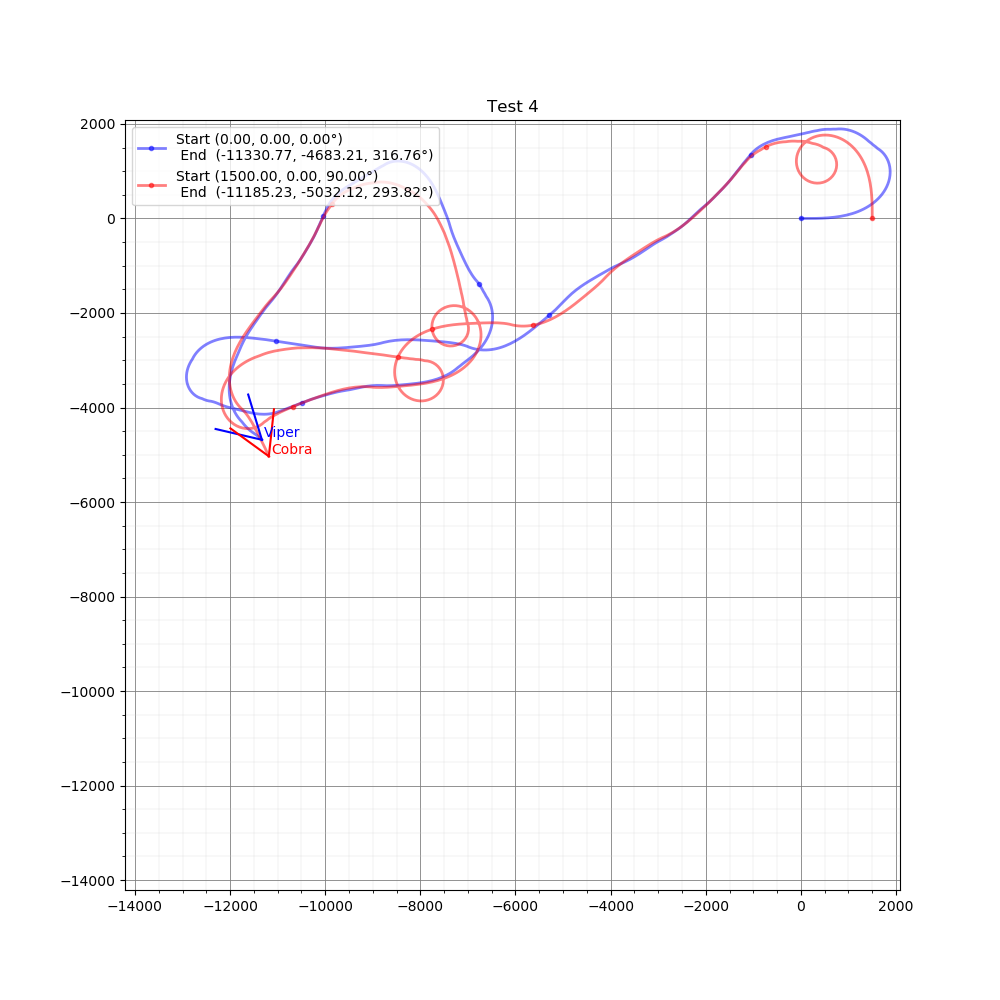 Test 4
Start (0.00, 0.00, 0.00°)
End (-11330.77, -4683.21, 316.76°)
Start (1500.00, 0.00, 90.00°)
End (-11185.23, -5032.12, 293.82°)
2000
0
−2000
−4000
−6000
−8000
−10000
−12000
−14000
Viper
Cobra
−14000 −12000 −10000 −8000 −6000 −4000 −2000 0 2000